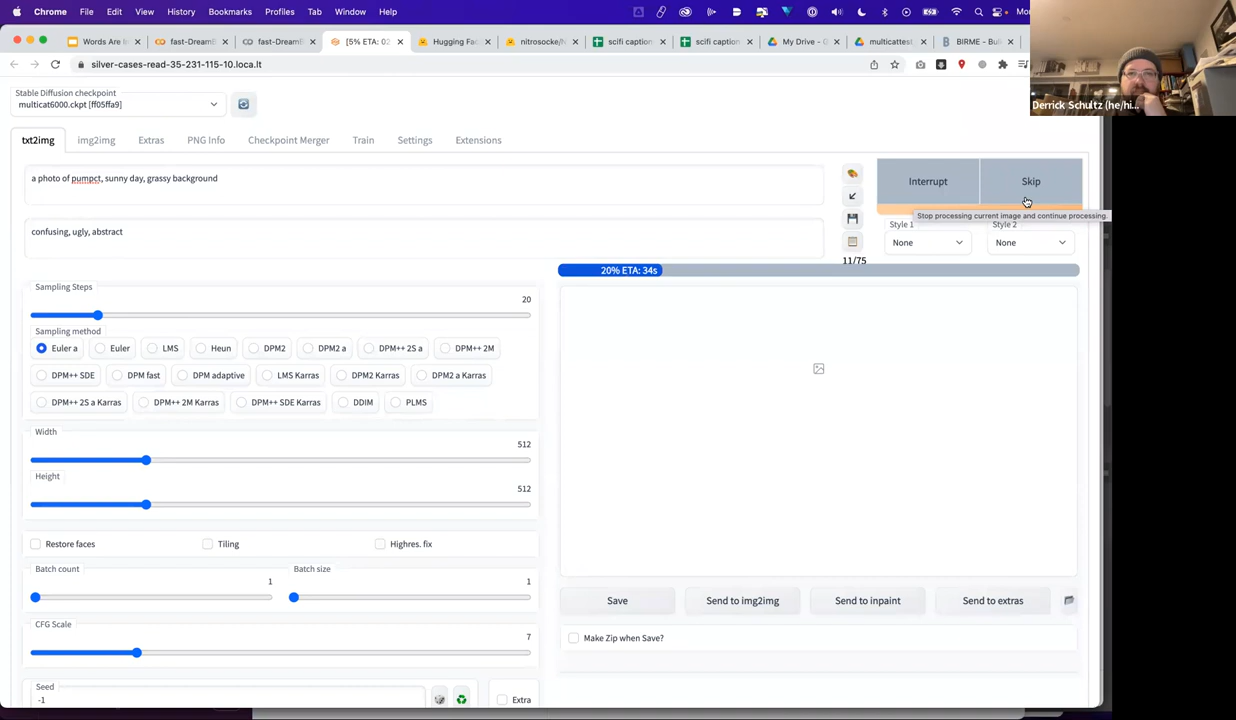 Chrome File Edit View History Bookmarks Profiles Tab Window Help
Words Are In
fast-DreamB
fast-DreamB
[5% ETA: 02
Hugging Fac
nitrosocke/N
scifi caption
scifi caption
My Drive - G
multicattest
BIRME - Bul
silver-cases-read-35-231-115-10.loca.lt
Derrick Schultz (he/hi...
Stable Diffusion checkpoint
multicat6000.ckpt [ff05ffa9]
txt2img img2img Extras PNG Info Checkpoint Merger Train Settings Extensions
a photo of pumpct, sunny day, grassy background
confusing, ugly, abstract
Interrupt Skip
Stop processing current image and continue processing.
Style 1 Style 2
None None
11/75
20% ETA: 34s
Sampling Steps
20
Sampling method
Euler a Euler LMS Heun DPM2 DPM2 a DPM++ 2S a DPM++ 2M
DPM++ SDE DPM fast DPM adaptive LMS Karras DPM2 Karras DPM2 a Karras
DPM++ 2S a Karras DPM++ 2M Karras DPM++ SDE Karras DDIM PLMS
Width
512
Height
512
Restore faces Tiling Highres. fix
Batch count Batch size
1 1
CFG Scale
7
Seed
-1
Extra
Save Send to img2img Send to inpaint Send to extras
Make Zip when Save?